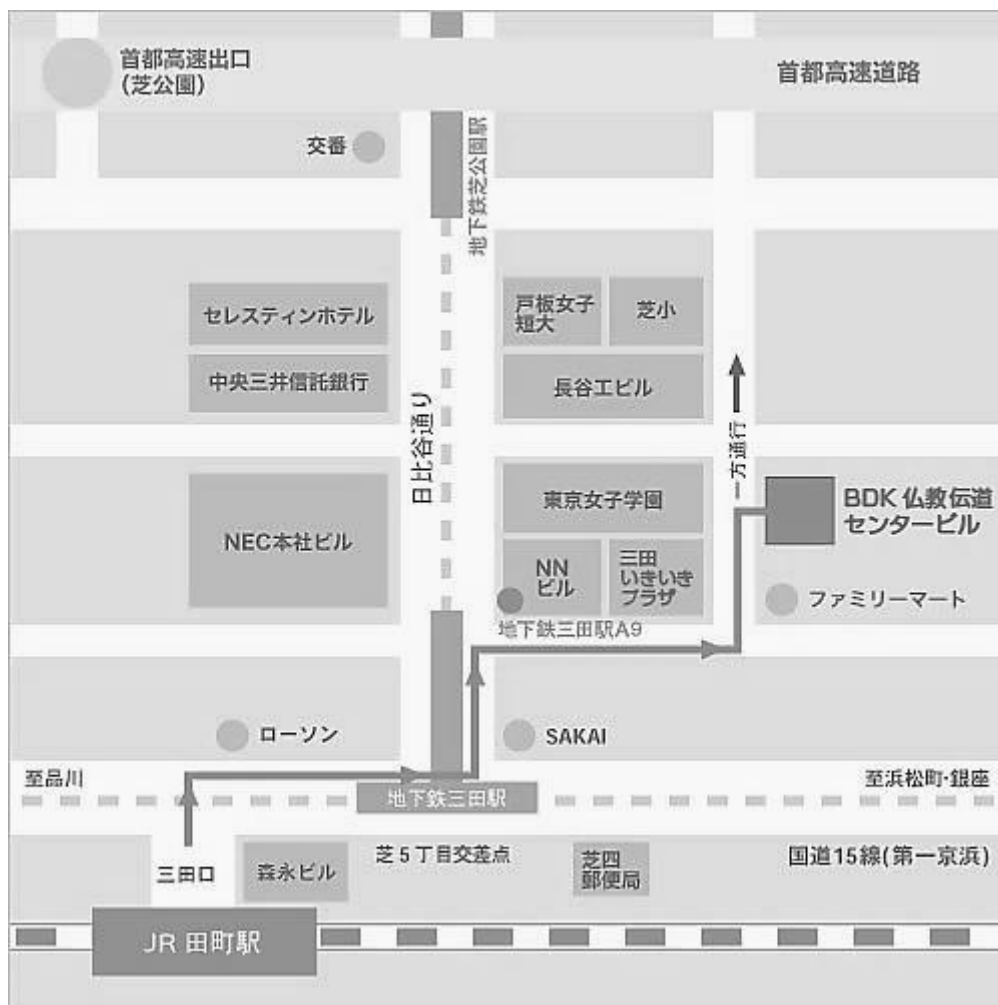 首都高速出口
(芝公園)
首都高速道路
交番
地下鉄芝公園駅
セレスティンホテル
戸板女子
短大
芝小
中央三井信託銀行
長谷工ビル
日比谷通り
一方通行
NEC本社ビル
東京女子学園
BDK 仏教伝道
センタービル
NN
ビル
三田
いきいき
プラザ
ファミリーマート
地下鉄三田駅A9
ローソン
SAKAI
至品川
至浜松町・銀座
地下鉄三田駅
三田口
森永ビル
芝5丁目交差点
芝四
郵便局
国道15線(第一京浜)
JR 田町駅